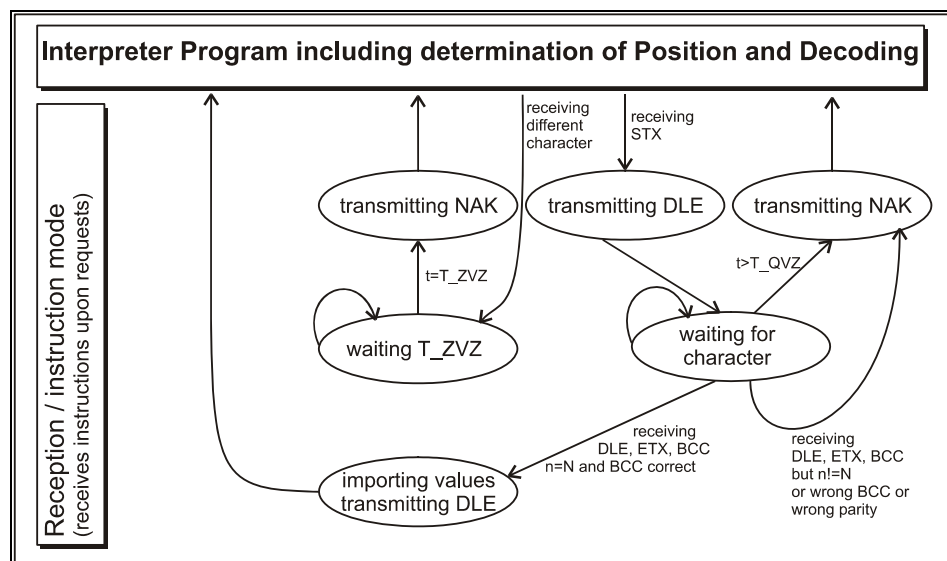 Interpreter Program including determination of Position and Decoding
Reception / instruction mode
(receives instructions upon requests)
receiving
different
character
receiving
STX
transmitting NAK
transmitting DLE
transmitting NAK
t=T_ZVZ
t>T_QVZ
waiting T_ZVZ
waiting for
character
receiving
DLE, ETX, BCC
n=N and BCC correct
receiving
DLE, ETX, BCC
but n!=N
or wrong BCC or
wrong parity
importing values
transmitting DLE